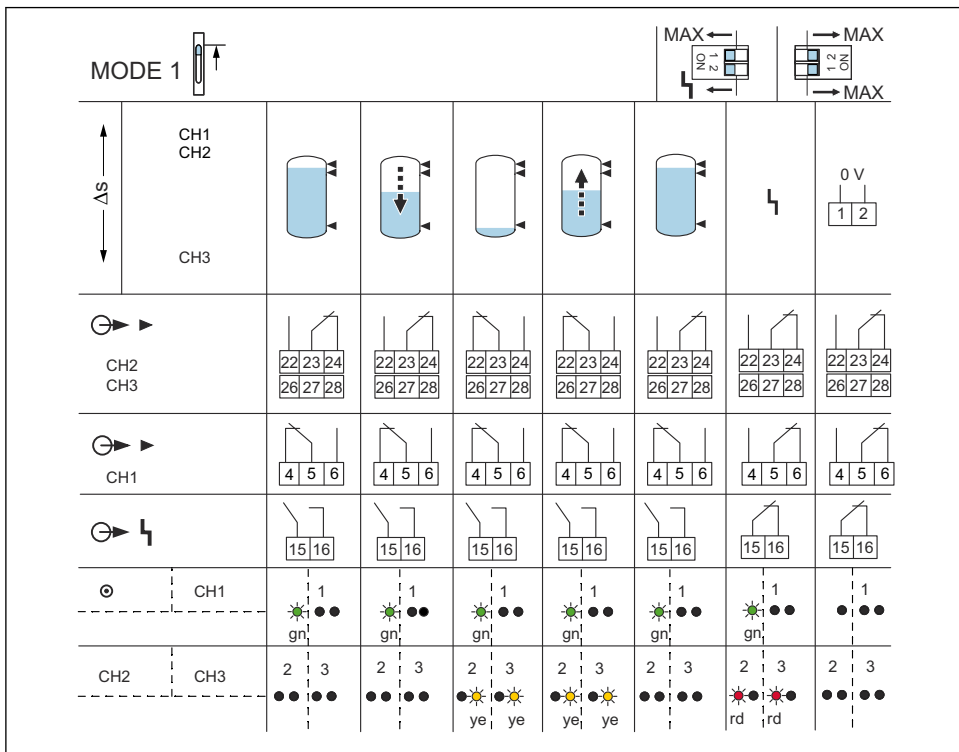 MAX MAX
MODE 1
1 2 ON 1 2 ON
MAX
Δs CH1
CH2
0 V
1 2
CH3
CH2 22 23 24 22 23 24 22 23 24 22 23 24 22 23 24 22 23 24 22 23 24
CH3 26 27 28 26 27 28 26 27 28 26 27 28 26 27 28 26 27 28 26 27 28
CH1 4 5 6 4 5 6 4 5 6 4 5 6 4 5 6 4 5 6 4 5 6
15 16 15 16 15 16 15 16 15 16 15 16 15 16
CH1 1 1 1 1 1 1 1
gn gn gn gn gn gn
CH2 CH3 2 3 2 3 2 3 2 3 2 3 2 3 2 3
ye ye ye ye rd rd